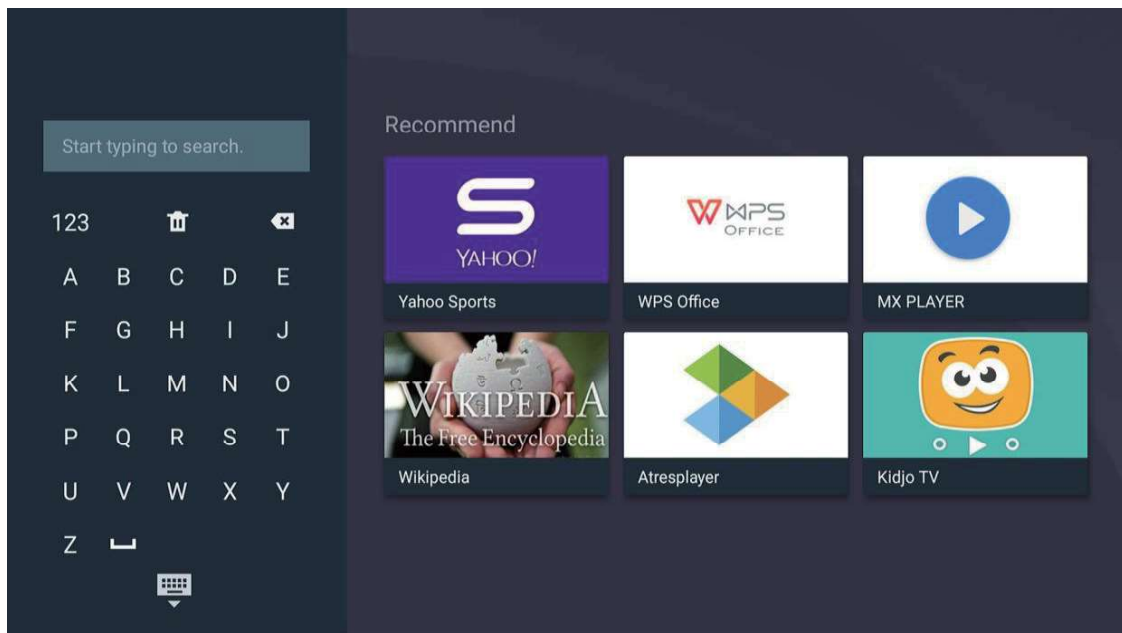 Start typing to search.
123
A B C D E
F G H I J
K L M N O
P Q R S T
U V W X Y
Z
Recommend
S
YAHOO!
Yahoo Sports
W WPS
OFFICE
WPS Office
MX PLAYER
WIKIPEDIA
The Free Encyclopedia
Wikipedia
Atresplayer
Kidjo TV